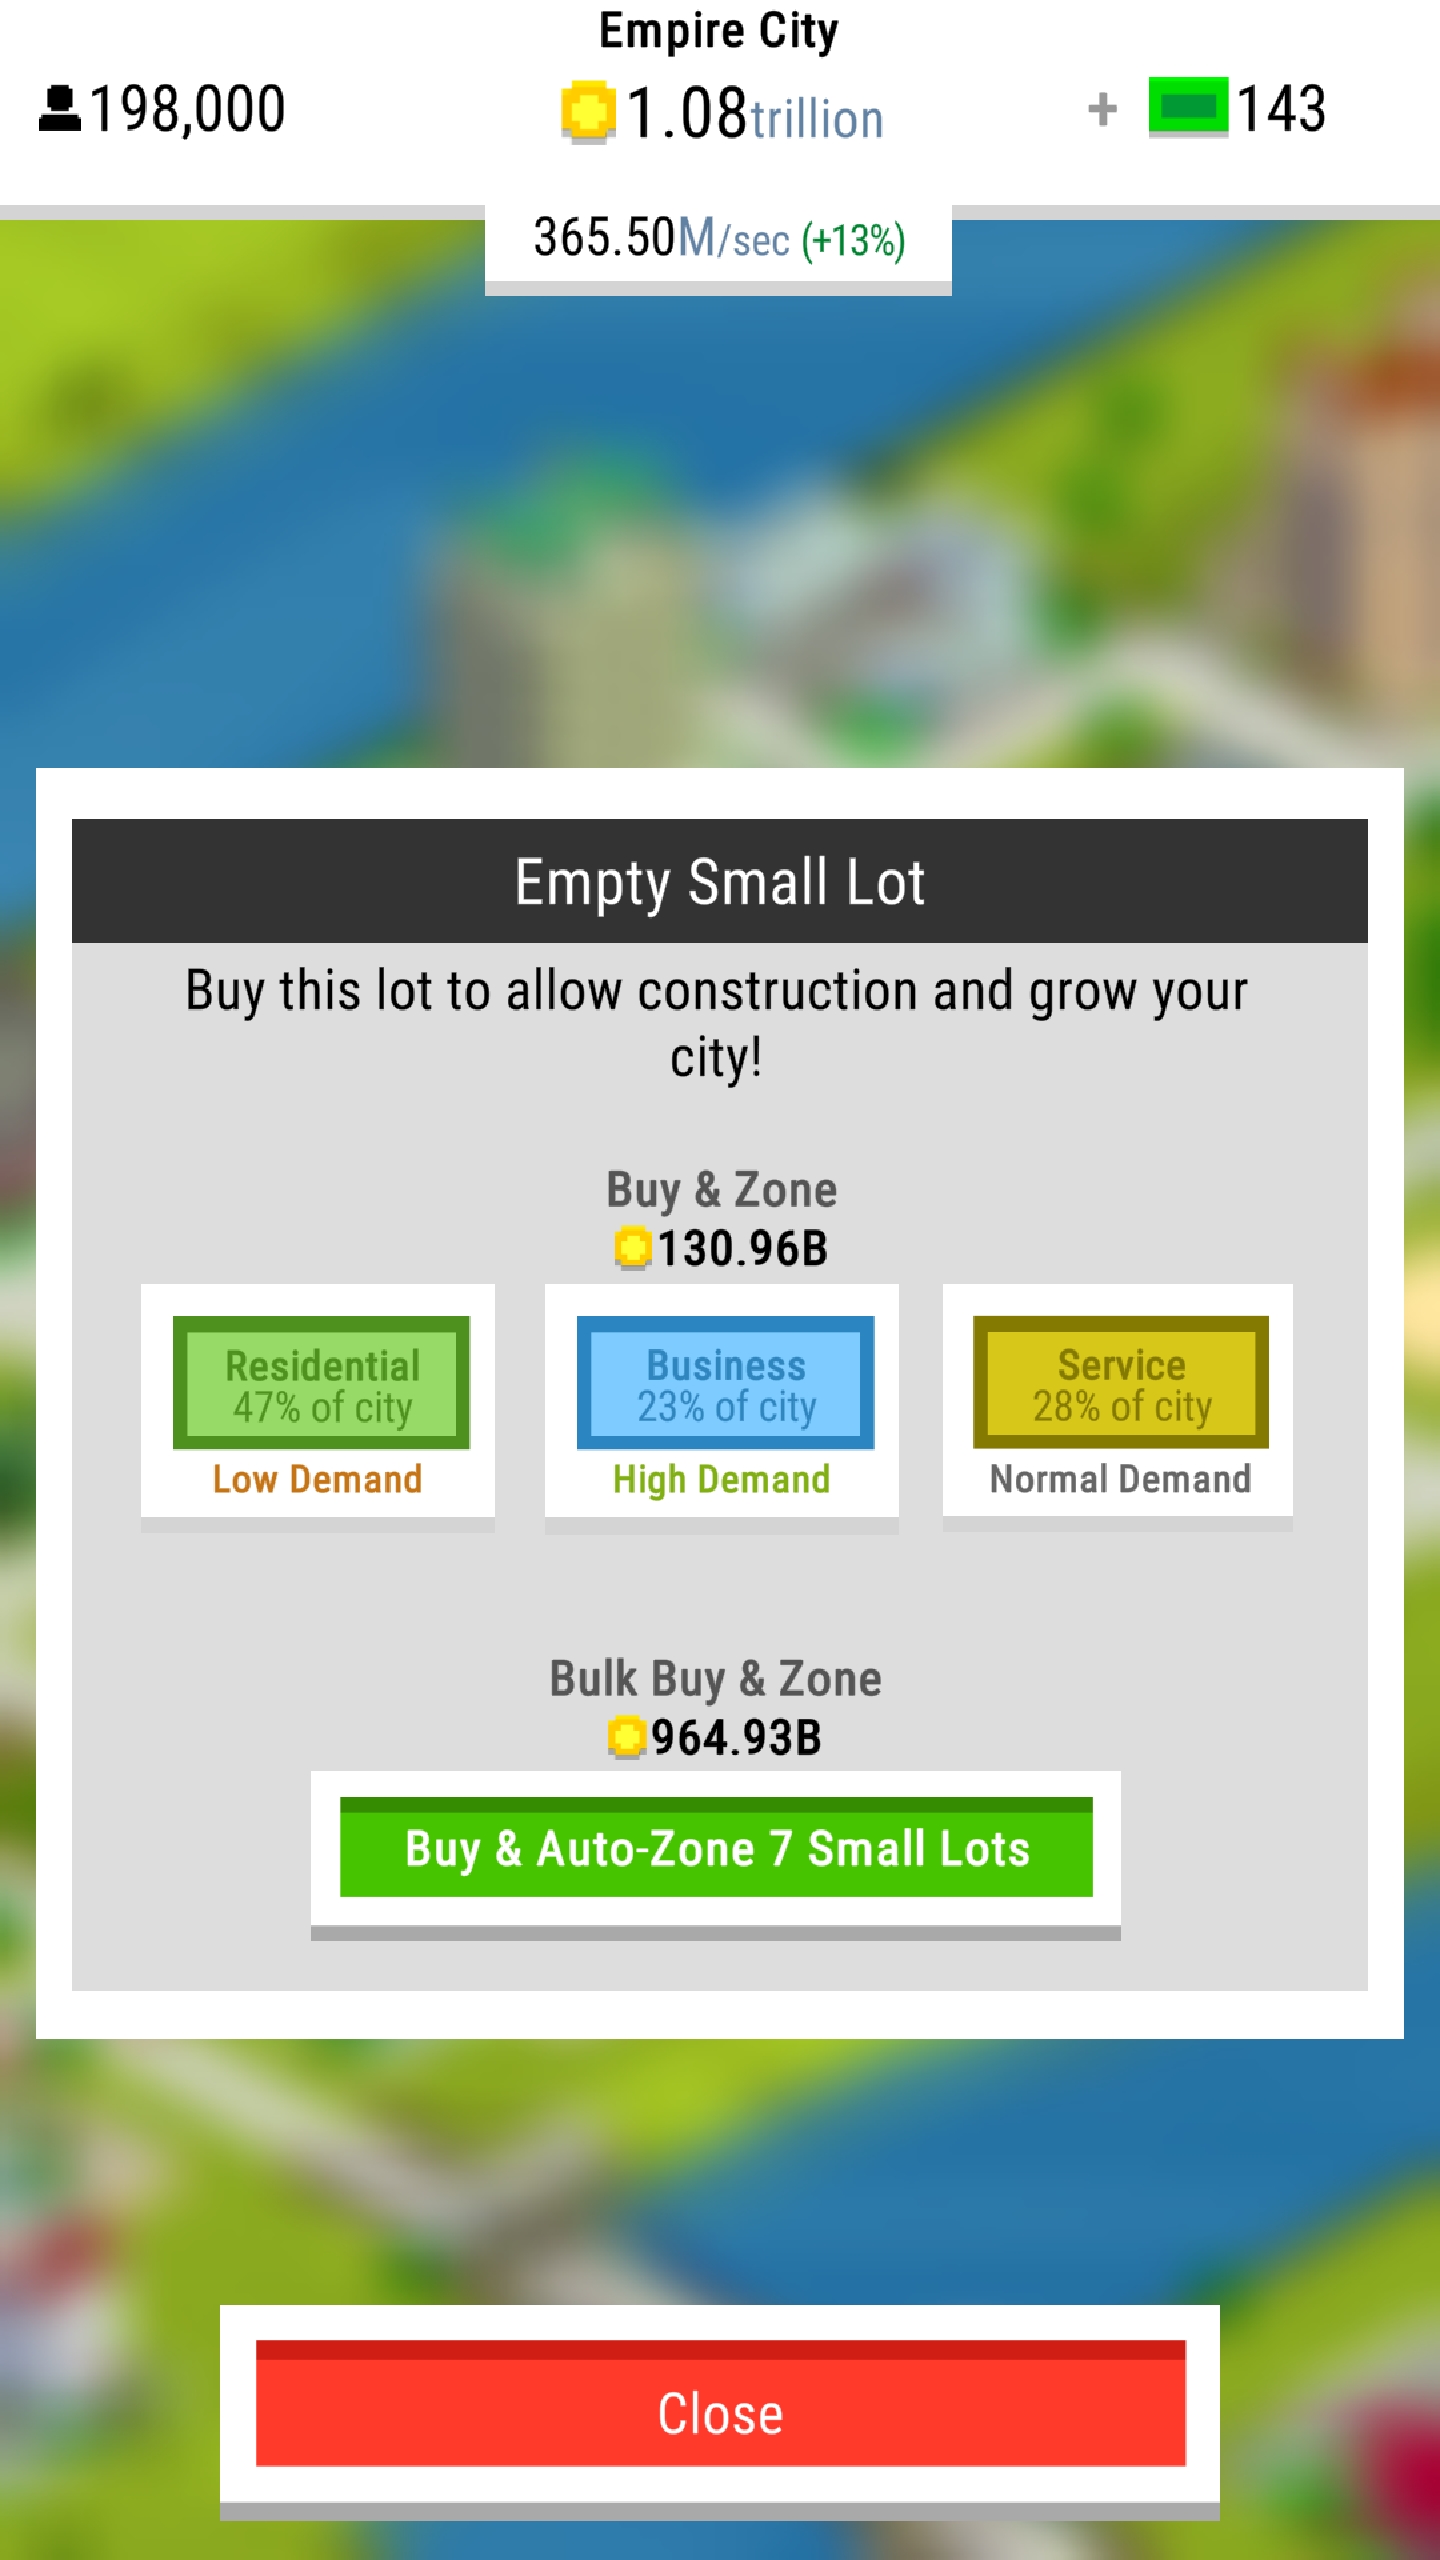 Empire City
198,000
1.08trillion
+ 143
365.50M/sec (+13%)
Empty Small Lot
Buy this lot to allow construction and grow your
city!
Buy & Zone
130.96B
Residential
47% of city
Low Demand
Business
23% of city
High Demand
Service
28% of city
Normal Demand
Bulk Buy & Zone
964.93B
Buy & Auto-Zone 7 Small Lots
Close